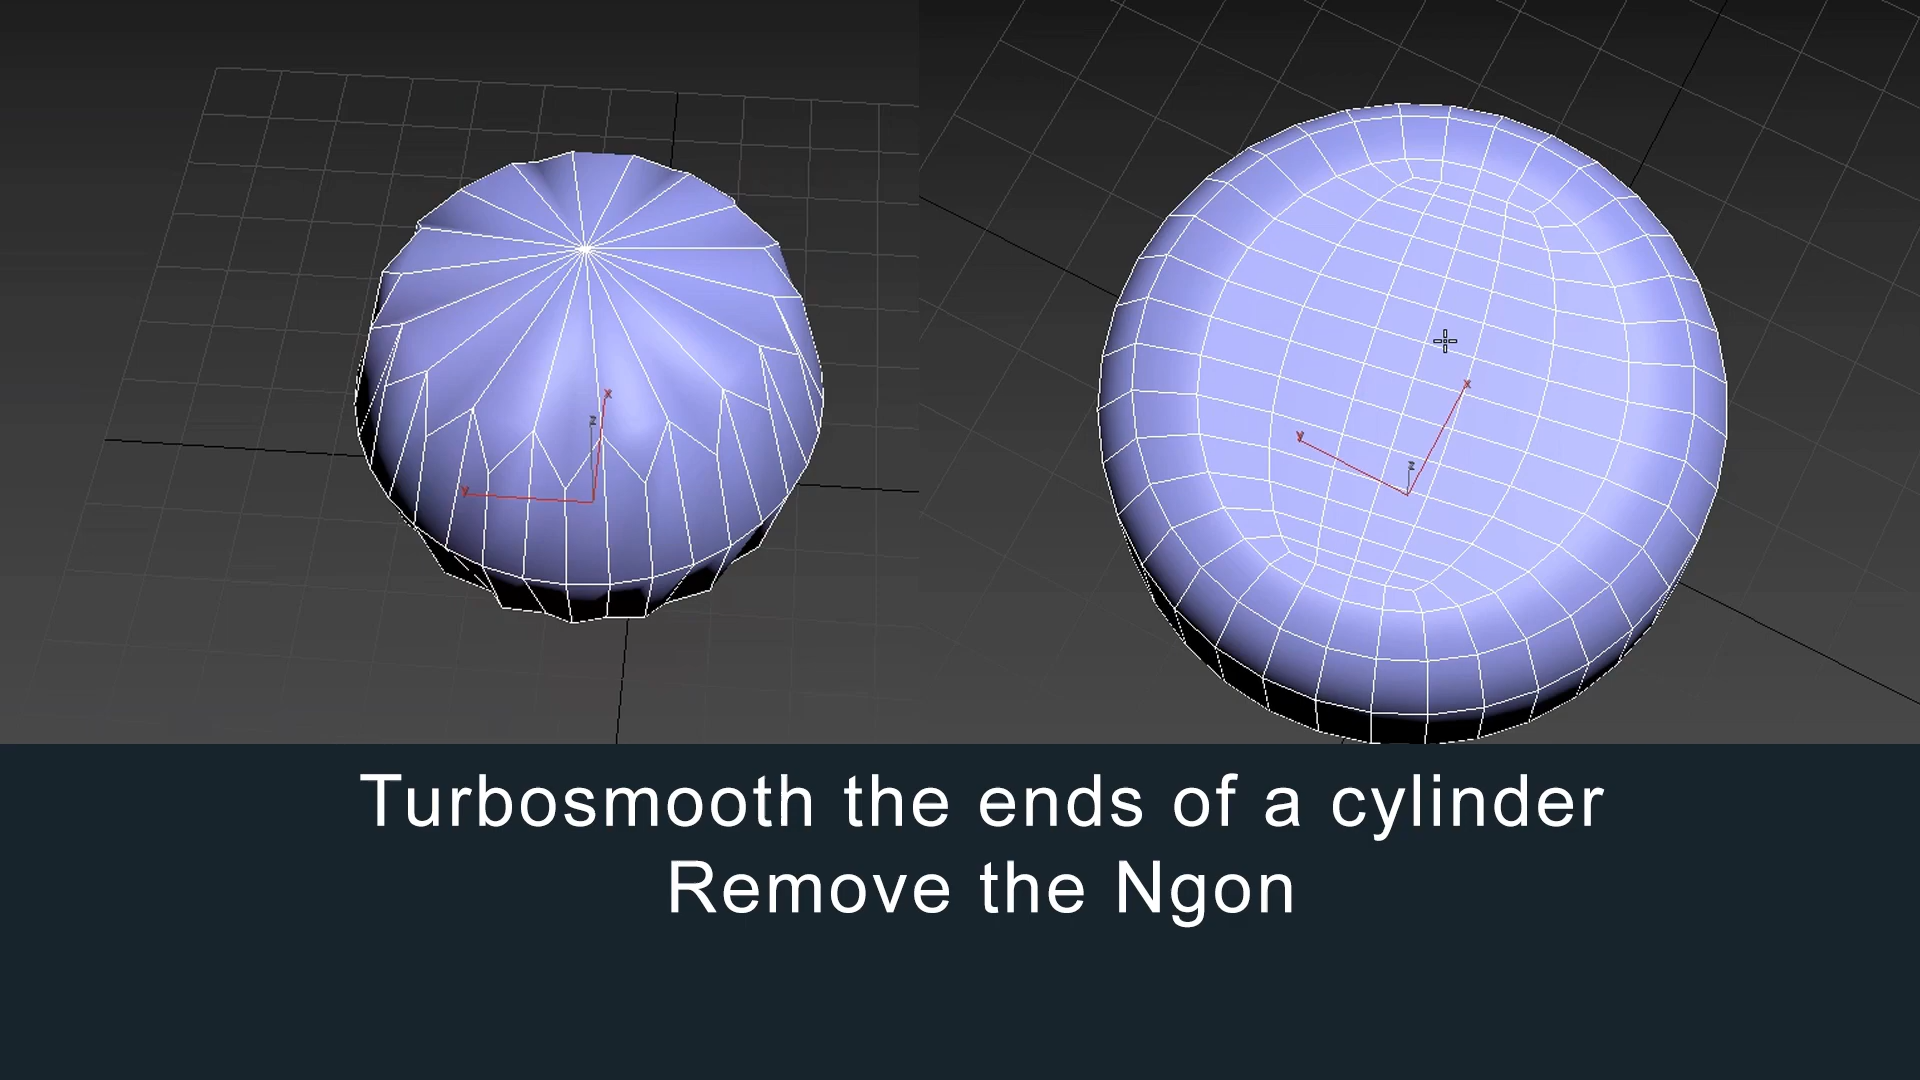 x
z
y
x
y
z
Turbosmooth the ends of a cylinder
Remove the Ngon